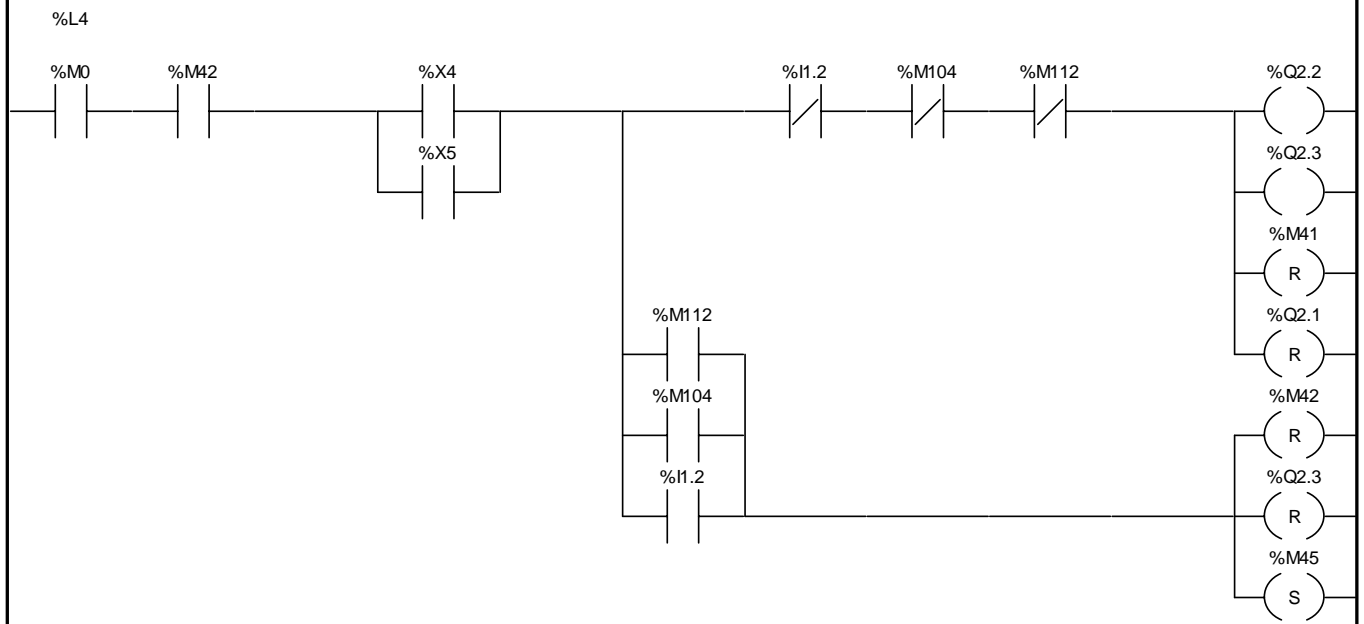 %L4
%M0 %M42 %X4 %I1.2 %M104 %M112 %Q2.2
%X5 %Q2.3
%M41
R
%M112 %Q2.1
R
%M104 %M42
R
%I1.2 %Q2.3
R
%M45
S